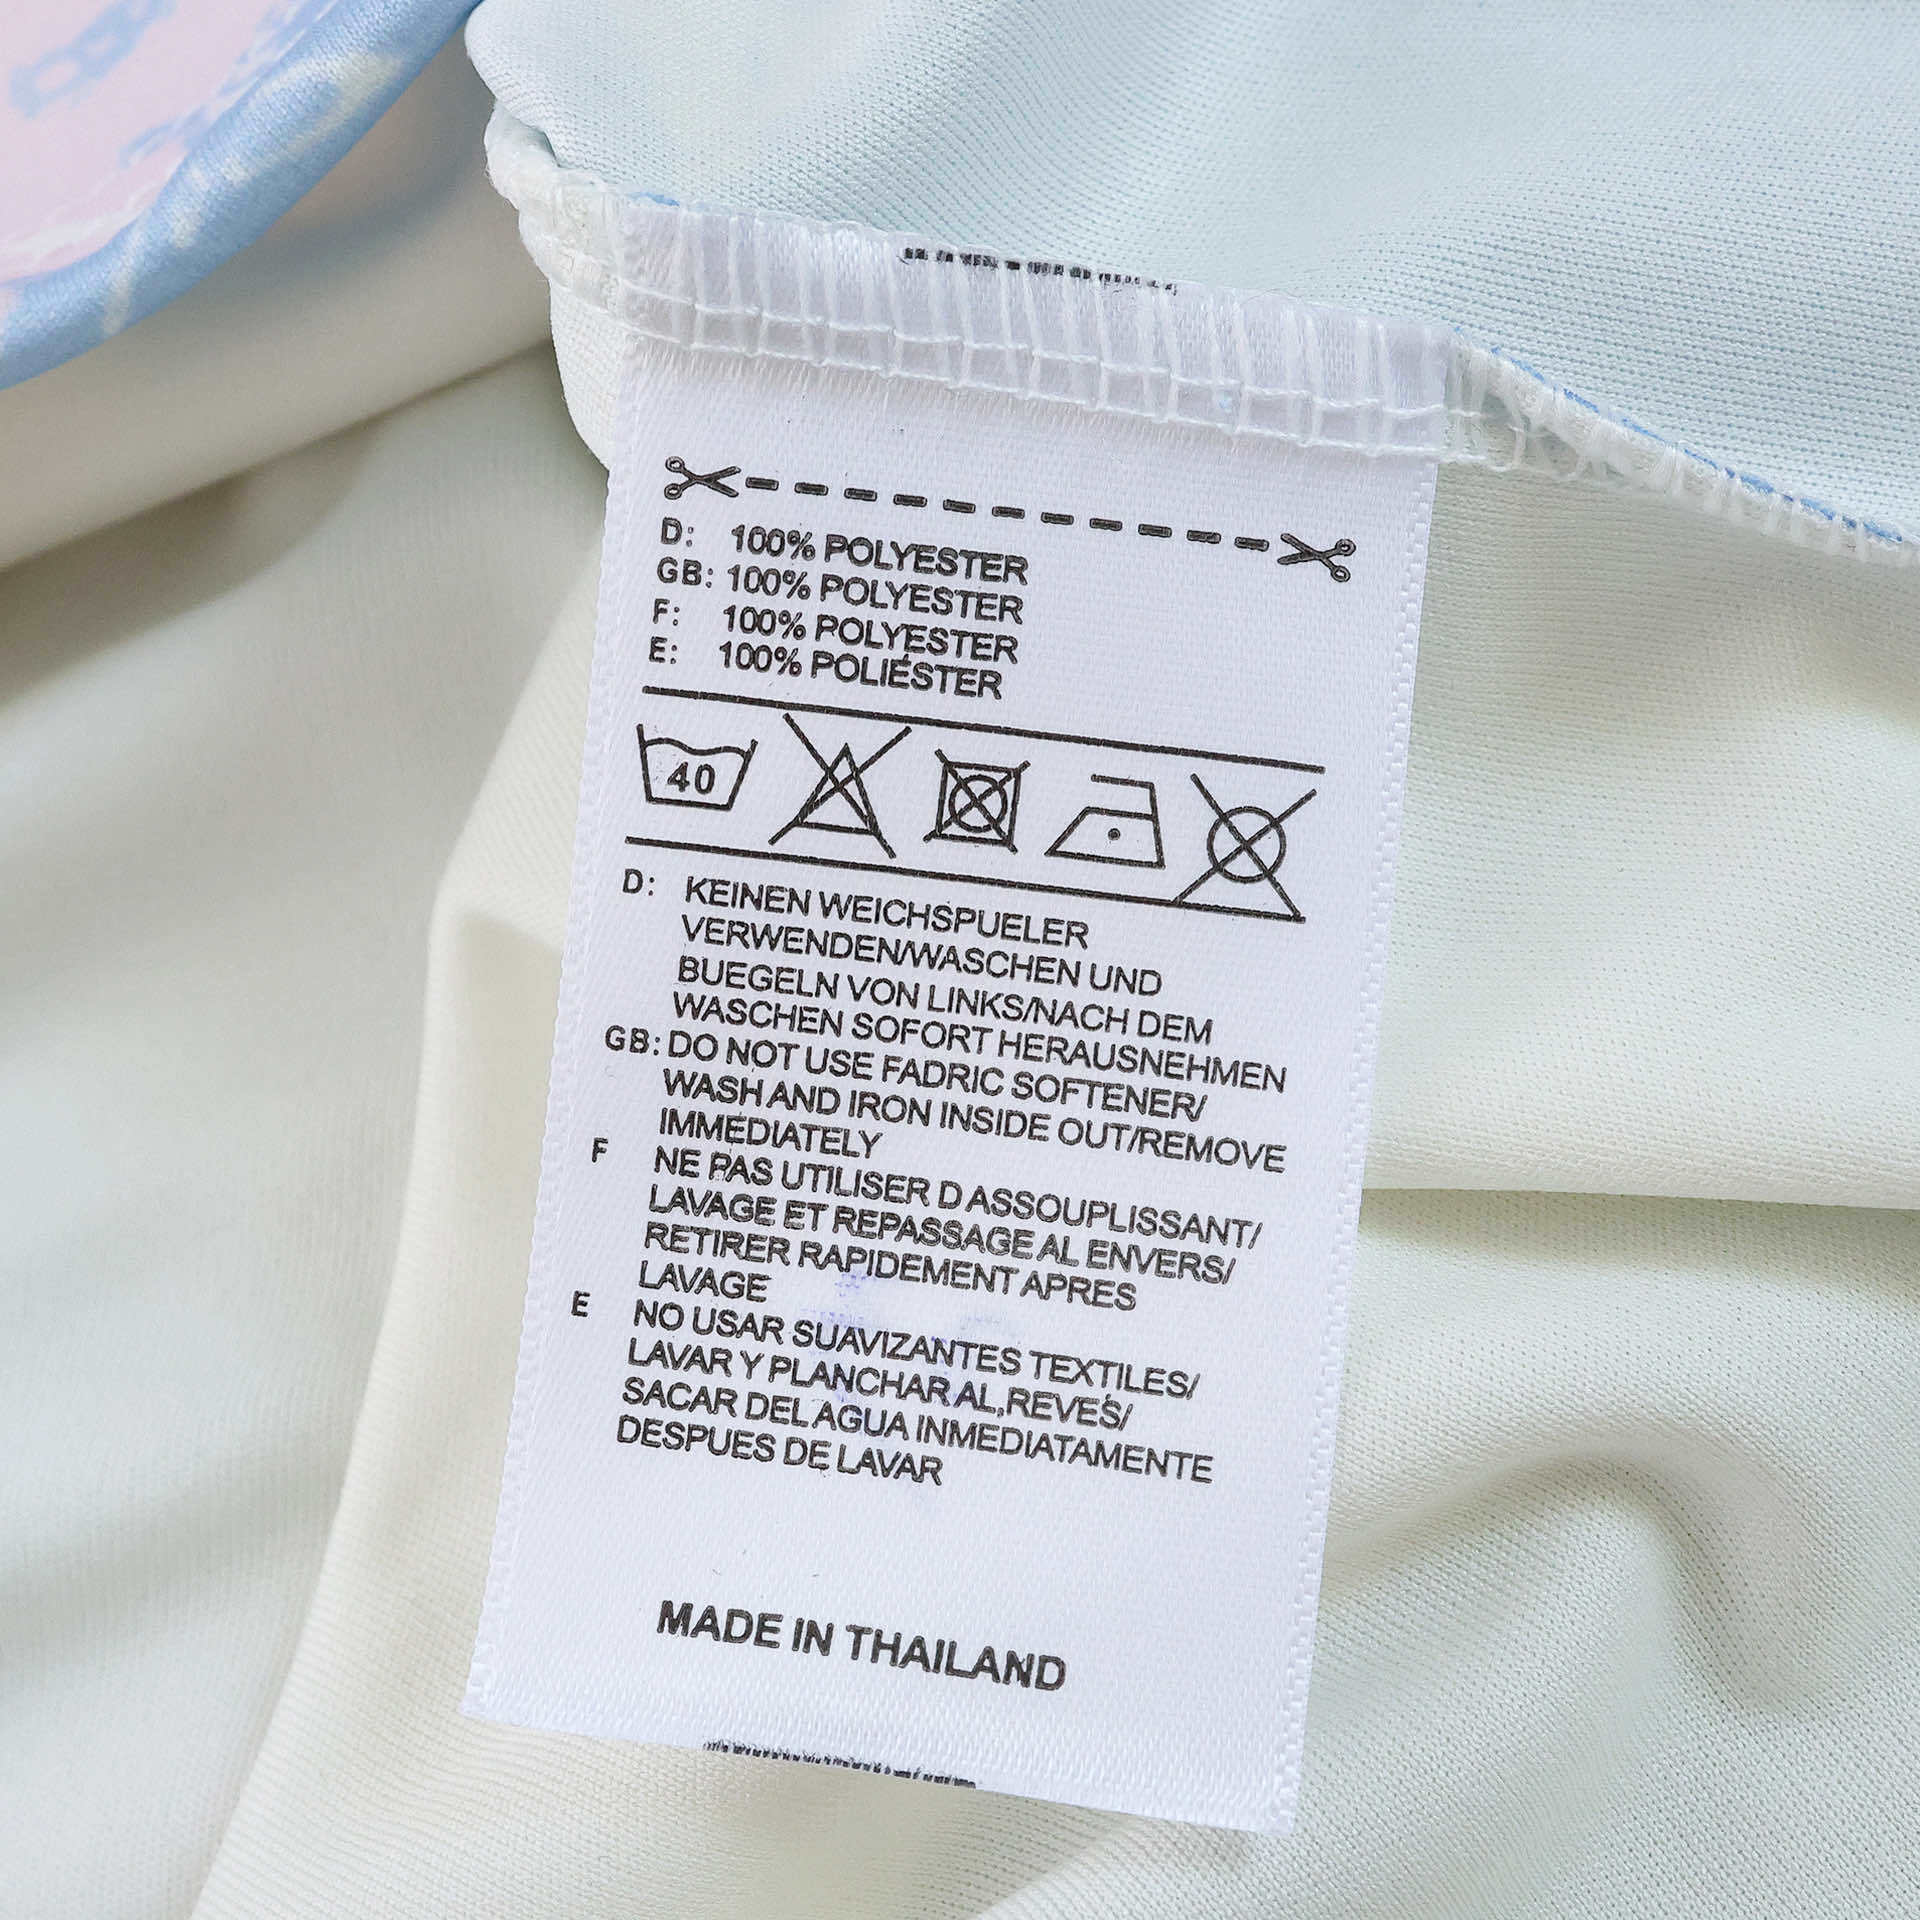 D: 100% POLYESTER
GB: 100% POLYESTER
F: 100% POLYESTER
E: 100% POLIÉSTER
40
D: KEINEN WEICHSPUELER
VERWENDEN/WASCHEN UND
BUEGELN VON LINKS/NACH DEM
WASCHEN SOFORT HERAUSNEHMEN
GB: DO NOT USE FADRIC SOFTENER/
WASH AND IRON INSIDE OUT/REMOVE
IMMEDIATELY
F NE PAS UTILISER D ASSOUPLISSANT/
LAVAGE ET REPASSAGE AL ENVERS/
RETIRER RAPIDEMENT APRES
LAVAGE
E NO USAR SUAVIZANTES TEXTILES/
LAVAR Y PLANCHAR AL,REVES/
SACAR DEL AGUA INMEDIATAMENTE
DESPUES DE LAVAR
MADE IN THAILAND